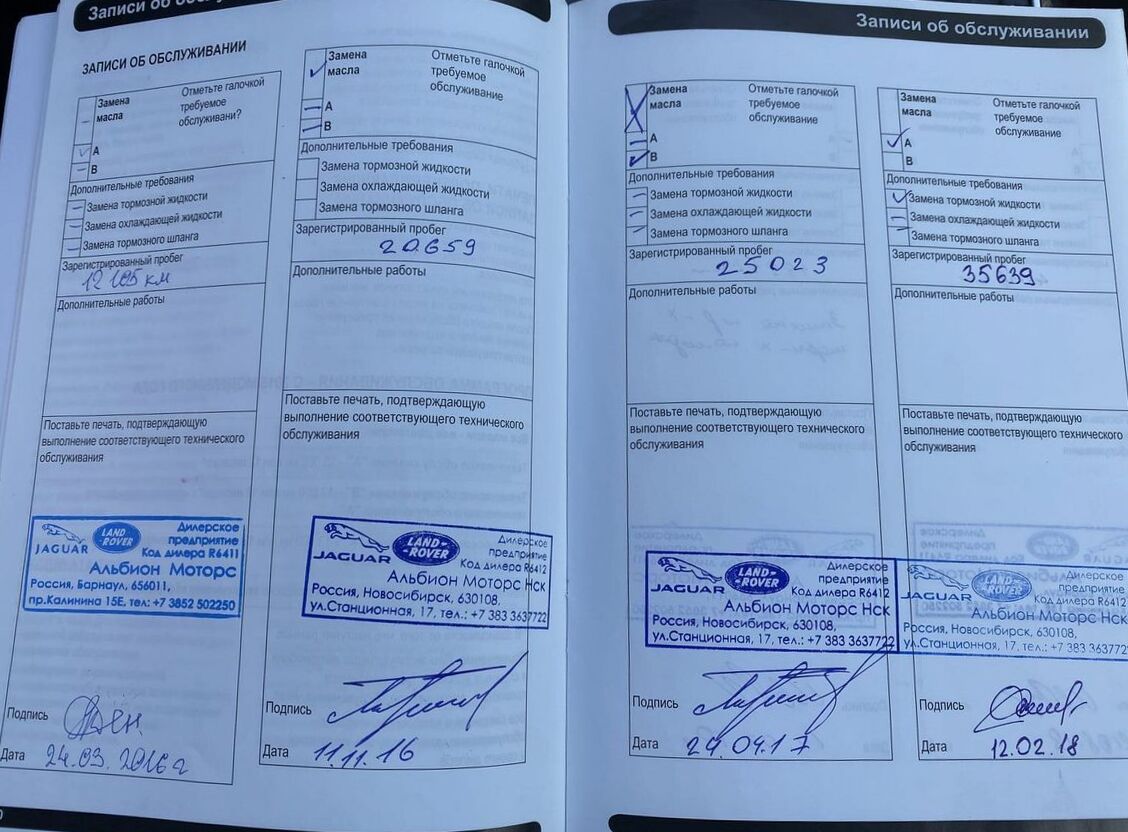 Записи об
Записи об обслуживании
ЗАПИСИ ОБ ОБСЛУЖИВАНИИ
Замена масла
Отметьте галочкой требуемое обслуживани?
A
B
Дополнительные требования
Замена тормозной жидкости
Замена охлаждающей жидкости
Замена тормозного шланга
Зарегистрированный пробег
км
Дополнительные работы
Поставьте печать, подтверждающую
выполнение соответствующего технического
обслуживания
JAGUAR
LAND-
ROVER
Дилерское
предприятие
Код дилера R6411
Альбион Моторс
Россия, Барнаул, 656011,
пр.Калинина 15Е, тел: +7 3852 502250
Подпись
Дата 24.03.2016 г
Замена масла
Отметьте галочкой требуемое обслуживание
A
B
Дополнительные требования
Замена тормозной жидкости
Замена охлаждающей жидкости
Замена тормозного шланга
Зарегистрированный пробег
20659
Дополнительные работы
Поставьте печать, подтверждающую
выполнение соответствующего технического
обслуживания
JAGUAR
LAND-
ROVER
Дилерское
предприятие
Код дилера R6412
Альбион Моторс Нск
Россия, Новосибирск, 630108,
ул.Станционная, 17, тел.: +7 383 3637722
Подпись
Дата 11.11.16
Замена масла
Отметьте галочкой требуемое обслуживание
A
B
Дополнительные требования
Замена тормозной жидкости
Замена охлаждающей жидкости
Замена тормозного шланга
Зарегистрированный пробег
25023
Дополнительные работы
Поставьте печать, подтверждающую
выполнение соответствующего технического
обслуживания
JAGUAR
LAND-
ROVER
Дилерское
предприятие
Код дилера R6412
Альбион Моторс Нск
Россия, Новосибирск, 630108,
ул.Станционная, 17, тел.: +7 383 3637722
Подпись
Дата
Замена масла
Отметьте галочкой требуемое обслуживание
A
B
Дополнительные требования
Замена тормозной жидкости
Замена охлаждающей жидкости
Замена тормозного шланга
Зарегистрированный пробег
35639
Дополнительные работы
Поставьте печать, подтверждающую
выполнение соответствующего технического
обслуживания
JAGUAR
LAND-
ROVER
Дилерское
предприятие
Код дилера R6412
Альбион Моторс Нск
Россия, Новосибирск, 630108,
ул.Станционная, 17, тел.: +7 383
Подпись
Дата 12.02.18